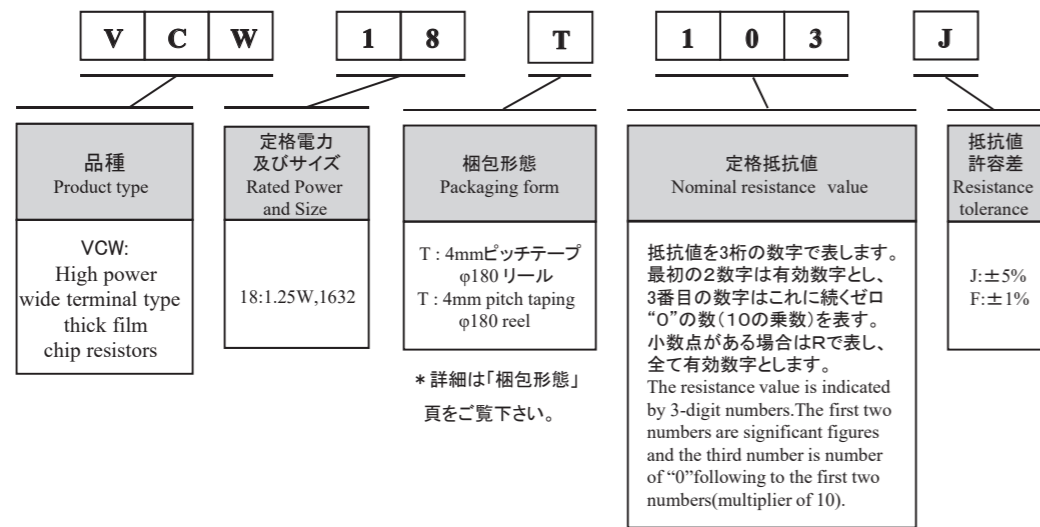 V C W 1 8 T 1 0 3 J
品種
Product type
VCW:
High power
wide terminal type
thick film
chip resistors
定格電力
及びサイズ
Rated Power
and Size
18:1.25W,1632
梱包形態
Packaging form
T : 4mmピッチテープ
φ180 リール
T : 4mm pitch taping
φ180 reel
＊詳細は「梱包形態」
頁をご覧下さい。
定格抵抗値
Nominal resistance value
抵抗値を3桁の数字で表します。
最初の２数字は有効数字とし、
3番目の数字はこれに続くゼロ
“0”の数（10の乗数）を表す。
小数点がある場合はRで表し、
全て有効数字とします。
The resistance value is indicated
by 3-digit numbers.The first two
numbers are significant figures
and the third number is number
of “0”following to the first two
numbers(multiplier of 10).
抵抗値
許容差
Resistance
tolerance
J:±5%
F:±1%